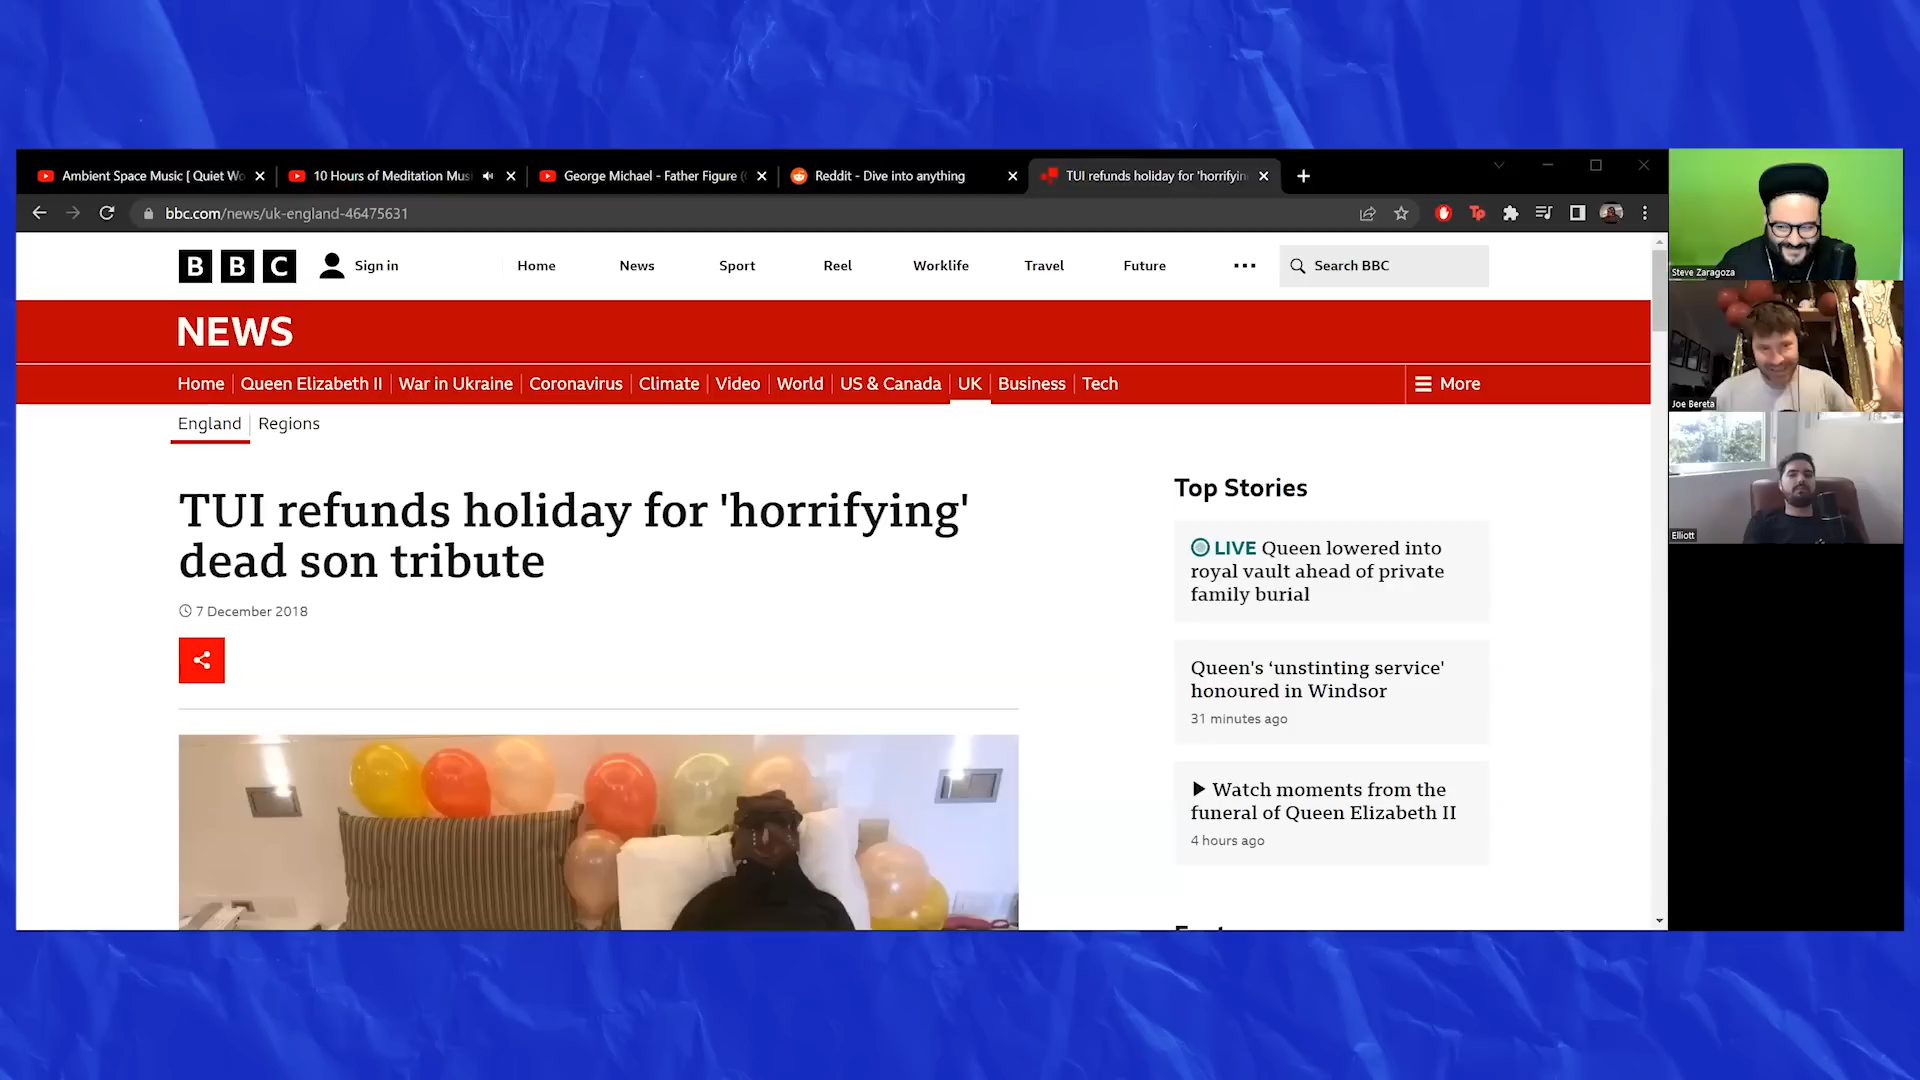 Ambient Space Music [ Quiet Wo
10 Hours of Meditation Mus
George Michael - Father Figure (
Reddit - Dive into anything
TUI refunds holiday for 'horrifyin
bbc.com/news/uk-england-46475631
Tp
BBC
Sign in
Home
News
Sport
Reel
Worklife
Travel
Future
Search BBC
NEWS
Home
Queen Elizabeth II
War in Ukraine
Coronavirus
Climate
Video
World
US & Canada
UK
Business
Tech
More
England
Regions
TUI refunds holiday for 'horrifying'
dead son tribute
7 December 2018
Top Stories
LIVE Queen lowered into
royal vault ahead of private
family burial
Queen's ‘unstinting service'
honoured in Windsor
31 minutes ago
Watch moments from the
funeral of Queen Elizabeth II
4 hours ago
Steve Zaragoza
Joe Bereta
Elliott